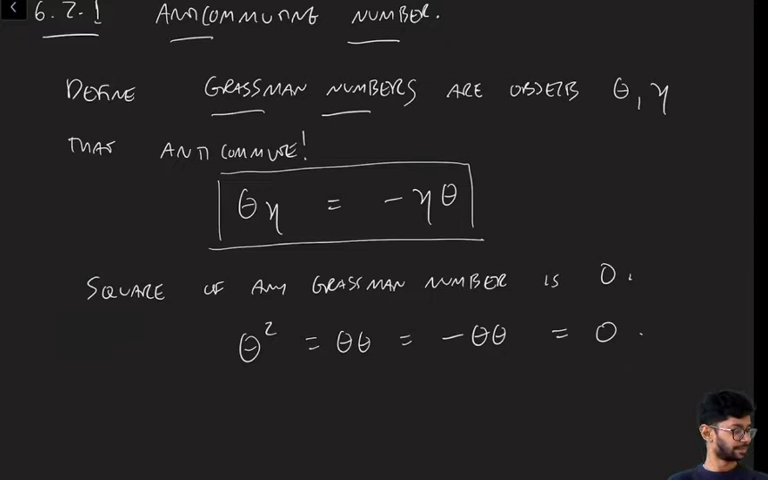 6.2.1 ANTICOMMUTING NUMBER.
DEFINE GRASSMAN NUMBERS ARE OBJECTS θ, η
THAT ANTICOMMUTE!
θη = -ηθ
SQUARE OF ANY GRASSMAN NUMBER IS 0.
θ² = θθ = -θθ = 0.